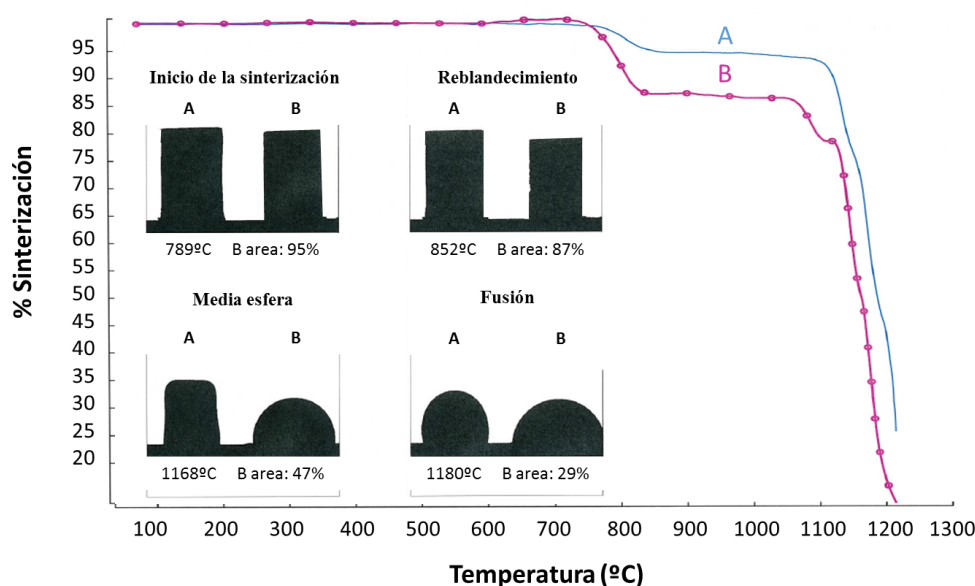 % Sinterización
95
90
85
80
75
70
65
60
55
50
45
40
35
30
25
20
A
B
Inicio de la sinterización
A B
789ºC B area: 95%
Reblandecimiento
A B
852ºC B area: 87%
Media esfera
A B
1168ºC B area: 47%
Fusión
A B
1180ºC B area: 29%
100 200 300 400 500 600 700 800 900 1000 1100 1200 1300
Temperatura (ºC)